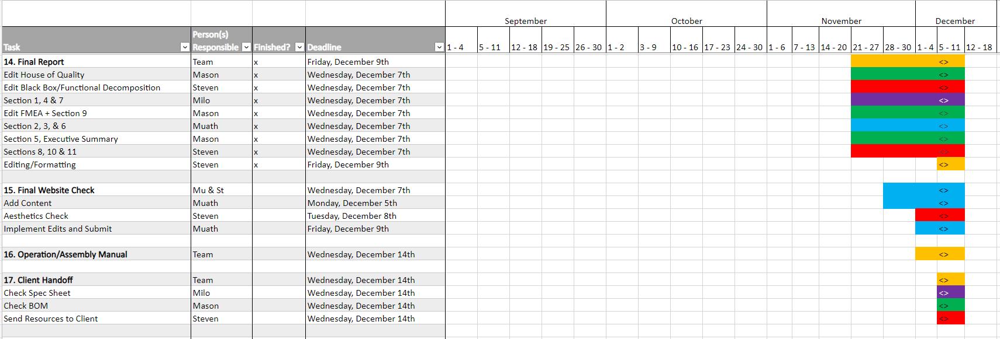 September October November December
Person(s)
Task Responsible Finished? Deadline 1 - 4 5 - 11 12 - 18 19 - 25 26 - 30 1 - 2 3 - 9 10 - 16 17 - 23 24 - 30 1 - 6 7 - 13 14 - 20 21 - 27 28 - 30 1 - 4 5 - 11 12 - 18
14. Final Report Team x Friday, December 9th <>
Edit House of Quality Mason x Wednesday, December 7th <>
Edit Black Box/Functional Decomposition Steven x Wednesday, December 7th <>
Section 1, 4 & 7 Milo x Wednesday, December 7th <>
Edit FMEA + Section 9 Mason x Wednesday, December 7th <>
Section 2, 3, & 6 Muath x Wednesday, December 7th <>
Section 5, Executive Summary Mason x Wednesday, December 7th <>
Sections 8, 10 & 11 Steven x Wednesday, December 7th <>
Editing/Formatting Steven x Friday, December 9th <>
15. Final Website Check Mu & St Wednesday, December 7th <>
Add Content Muath Monday, December 5th <>
Aesthetics Check Steven Tuesday, December 8th <>
Implement Edits and Submit Muath Friday, December 9th <>
16. Operation/Assembly Manual Team Wednesday, December 14th <>
17. Client Handoff Team Wednesday, December 14th <>
Check Spec Sheet Milo Wednesday, December 14th <>
Check BOM Mason Wednesday, December 14th <>
Send Resources to Client Steven Wednesday, December 14th <>